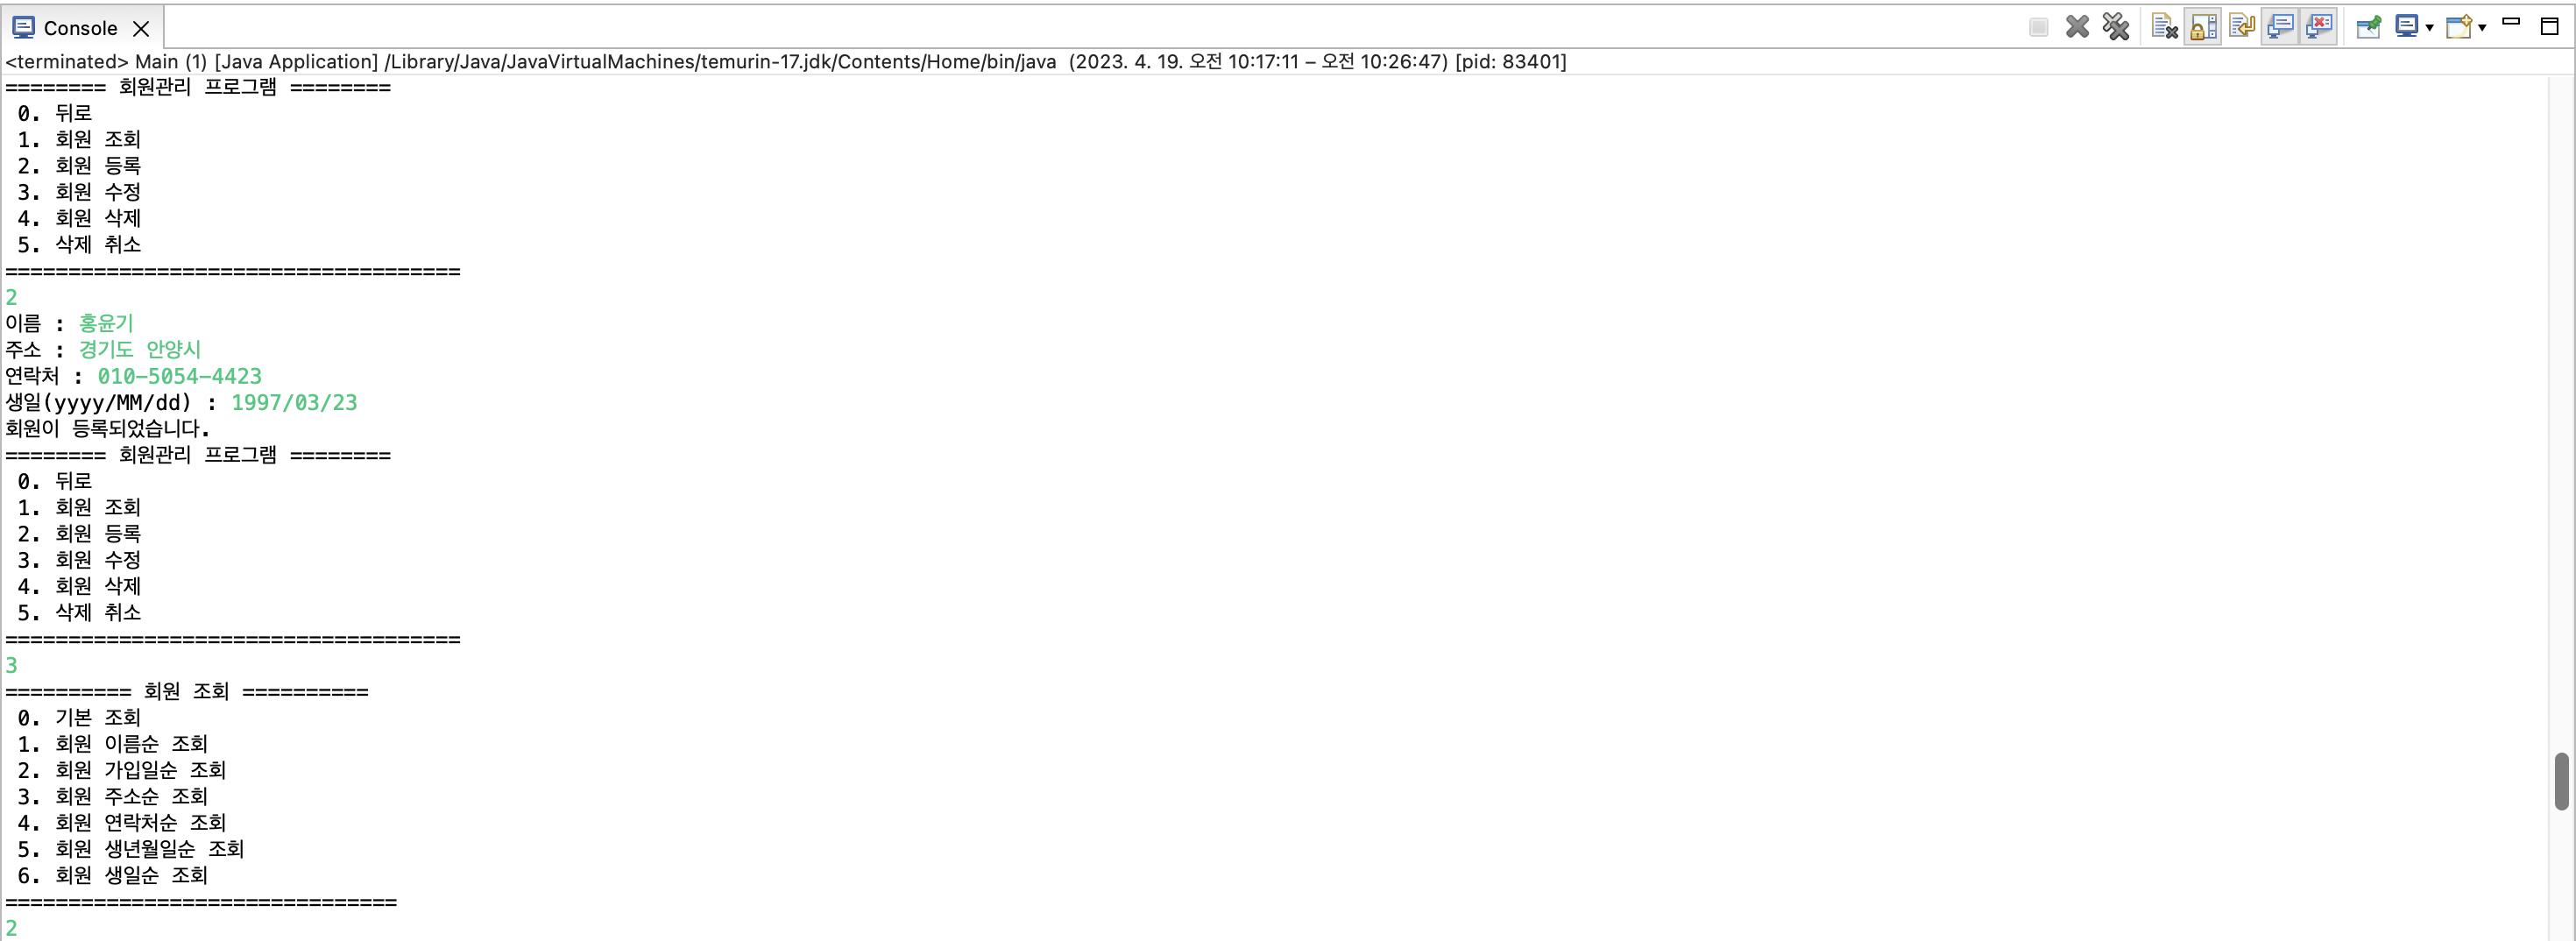 Console
<terminated> Main (1) [Java Application] /Library/Java/JavaVirtualMachines/temurin-17.jdk/Contents/Home/bin/java  (2023. 4. 19. 오전 10:17:11 – 오전 10:26:47) [pid: 83401]
======== 회원관리 프로그램 ========
 0. 뒤로
 1. 회원 조회
 2. 회원 등록
 3. 회원 수정
 4. 회원 삭제
 5. 삭제 취소
====================================
2
이름 : 홍윤기
주소 : 경기도 안양시
연락처 : 010-5054-4423
생일(yyyy/MM/dd) : 1997/03/23
회원이 등록되었습니다.
======== 회원관리 프로그램 ========
 0. 뒤로
 1. 회원 조회
 2. 회원 등록
 3. 회원 수정
 4. 회원 삭제
 5. 삭제 취소
====================================
3
========== 회원 조회 ==========
 0. 기본 조회
 1. 회원 이름순 조회
 2. 회원 가입일순 조회
 3. 회원 주소순 조회
 4. 회원 연락처순 조회
 5. 회원 생년월일순 조회
 6. 회원 생일순 조회
===============================
2